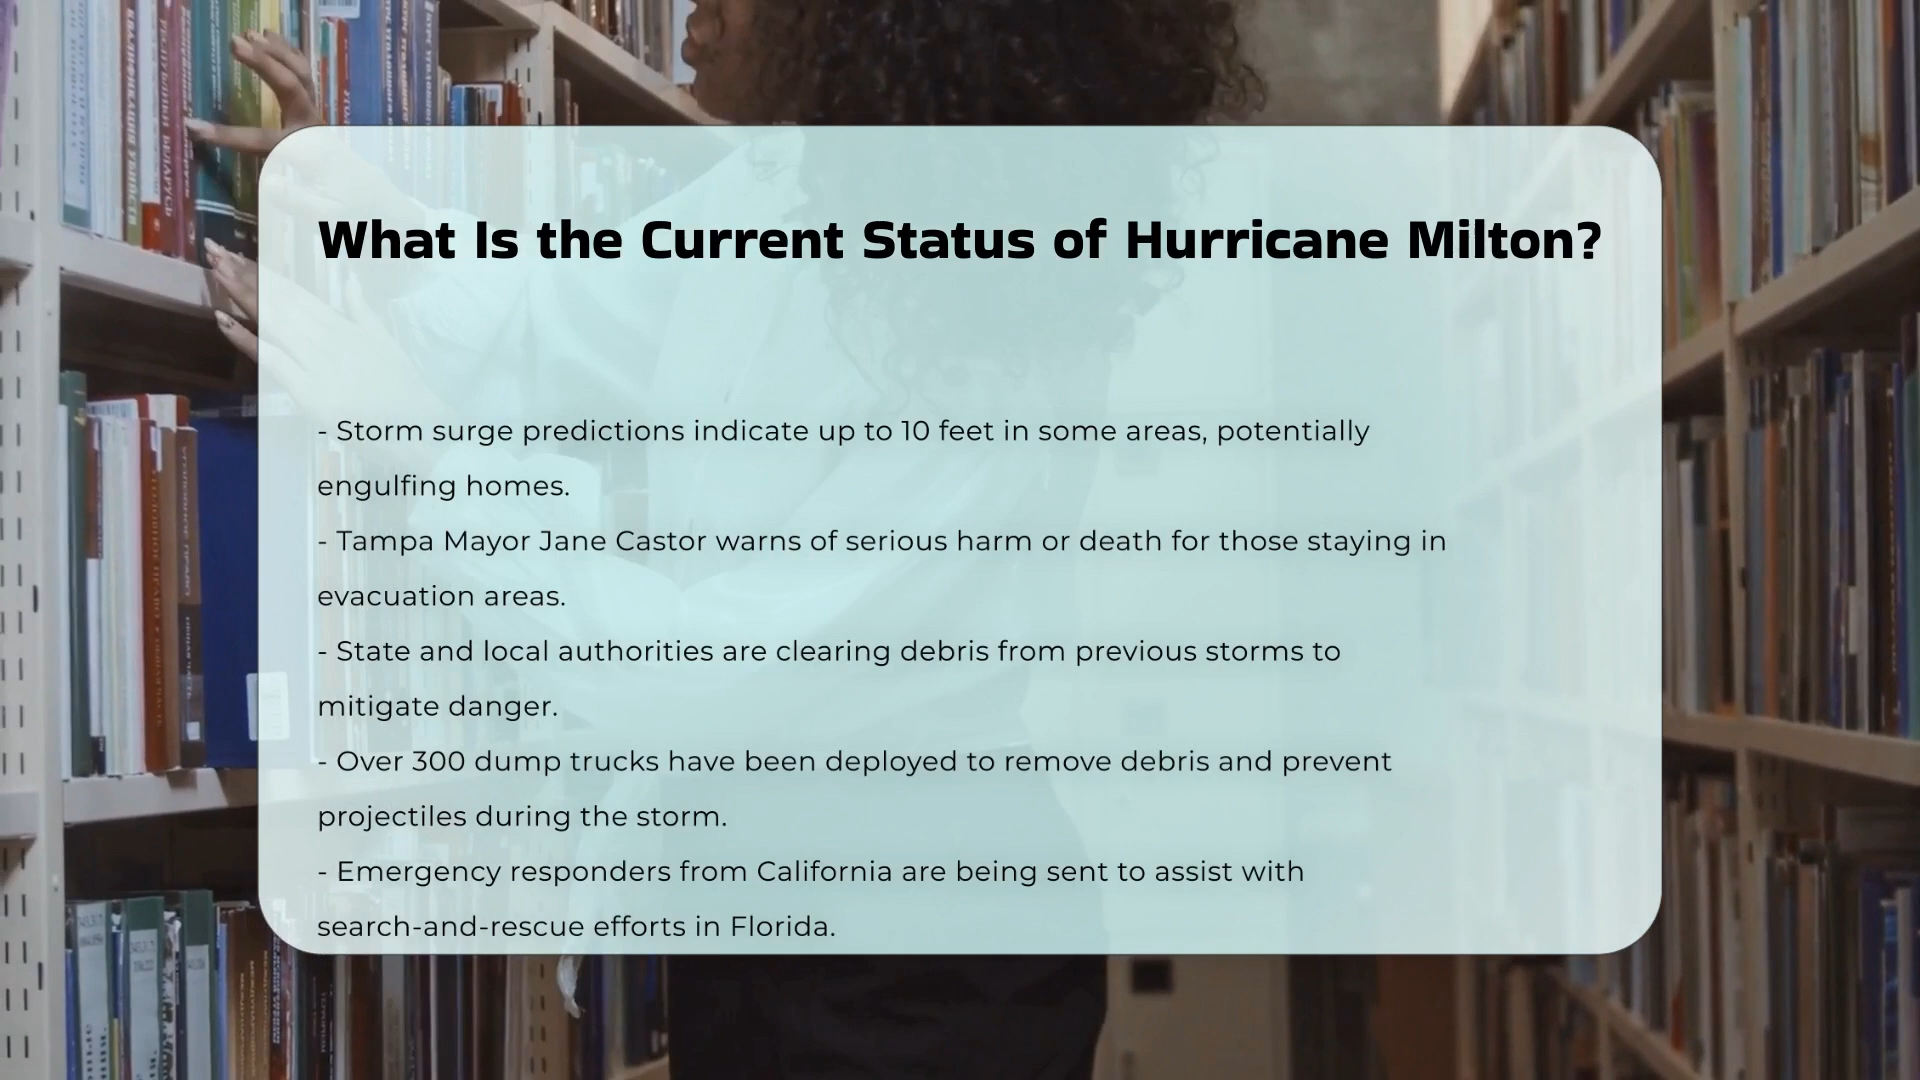 What Is the Current Status of Hurricane Milton?
- Storm surge predictions indicate up to 10 feet in some areas, potentially
engulfing homes.
- Tampa Mayor Jane Castor warns of serious harm or death for those staying in
evacuation areas.
- State and local authorities are clearing debris from previous storms to
mitigate danger.
- Over 300 dump trucks have been deployed to remove debris and prevent
projectiles during the storm.
- Emergency responders from California are being sent to assist with
search-and-rescue efforts in Florida.